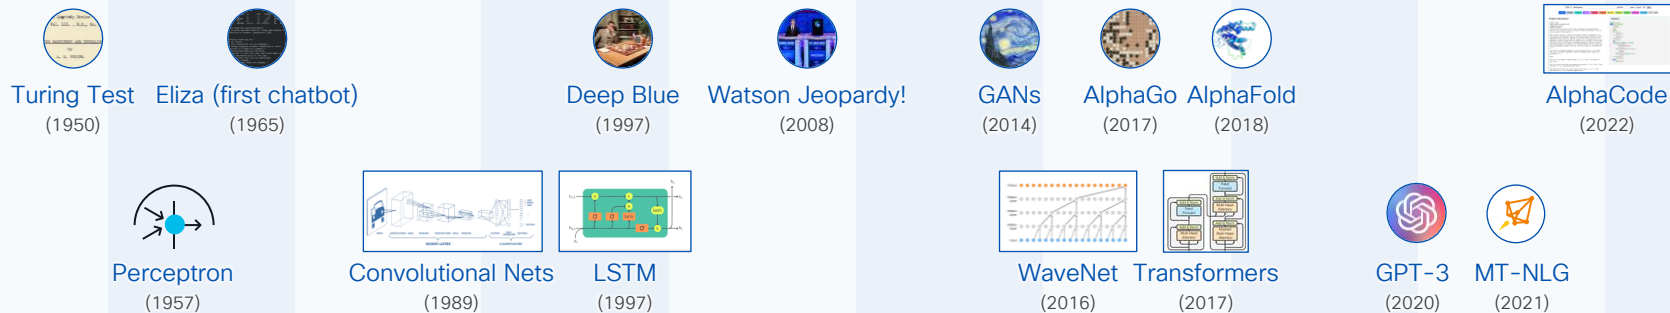 Turing Test
(1950)
Eliza (first chatbot)
(1965)
Deep Blue
(1997)
Watson Jeopardy!
(2008)
GANs
(2014)
AlphaGo
(2017)
AlphaFold
(2018)
AlphaCode
(2022)
Perceptron
(1957)
Convolutional Nets
(1989)
LSTM
(1997)
WaveNet
(2016)
Transformers
(2017)
GPT-3
(2020)
MT-NLG
(2021)